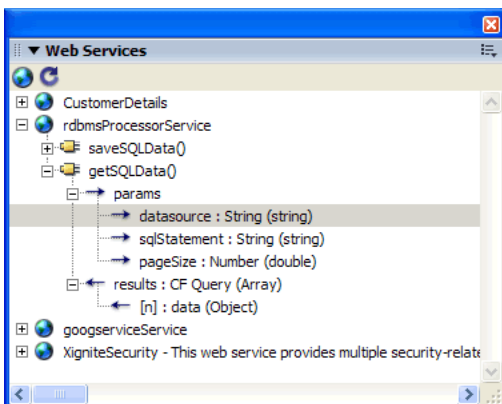 Web Services
CustomerDetails
rdbmsProcessorService
saveSQLData()
getSQLData()
params
datasource : String (string)
sqlStatement : String (string)
pageSize : Number (double)
results : CF Query (Array)
[n] : data (Object)
googserviceService
XigniteSecurity - This web service provides multiple security-relate